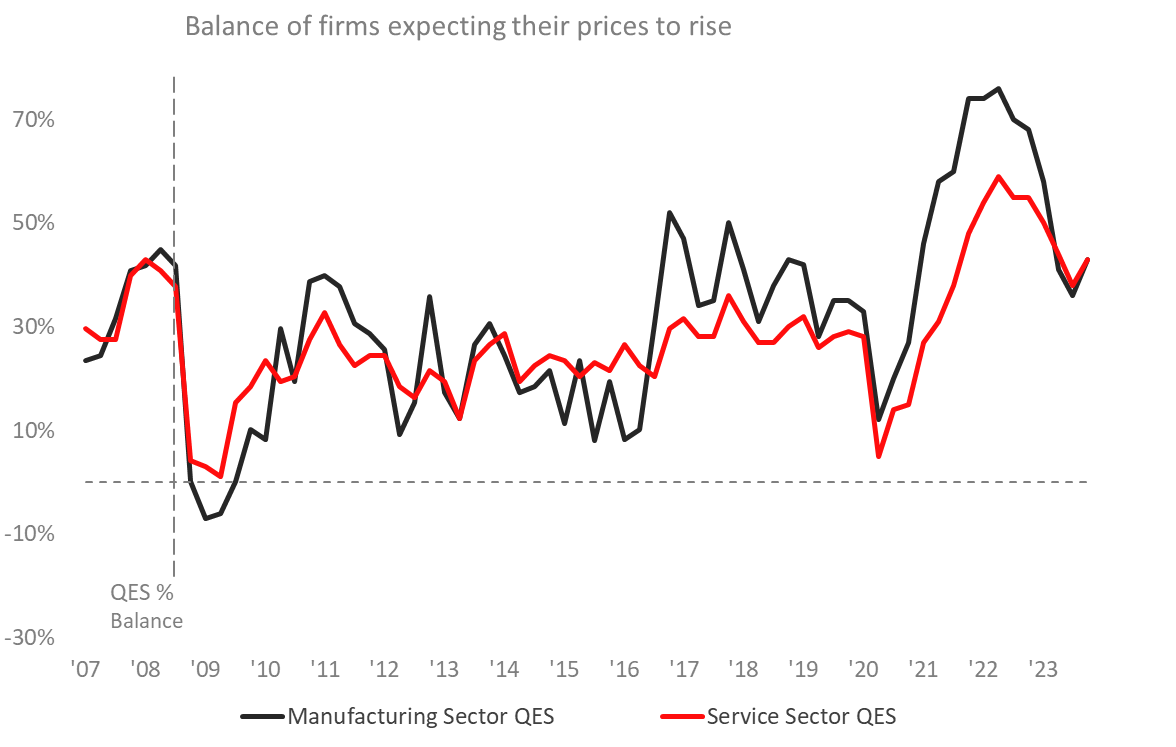 Balance of firms expecting their prices to rise
70%
50%
30%
10%
-10%
-30%
QES %
Balance
'07 '08 '09 '10 '11 '12 '13 '14 '15 '16 '17 '18 '19 '20 '21 '22 '23
Manufacturing Sector QES Service Sector QES